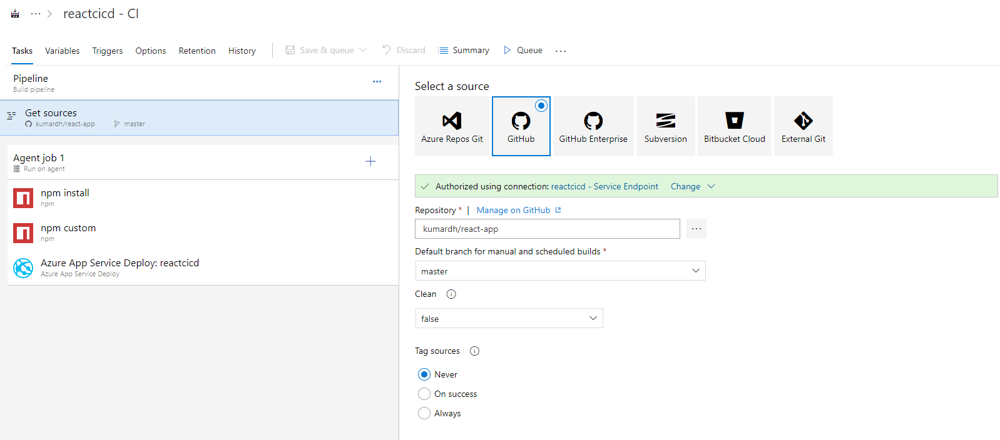 ··· > reactcicd - CI
Tasks Variables Triggers Options Retention History Save & queue Discard Summary Queue ···
Pipeline
Build pipeline
···
Get sources
kumardh/react-app master
Agent job 1
Run on agent
+
npm install
npm
npm custom
npm
Azure App Service Deploy: reactcicd
Azure App Service Deploy
Select a source
Azure Repos Git GitHub GitHub Enterprise Subversion Bitbucket Cloud External Git
Authorized using connection: reactcicd - Service Endpoint Change
Repository * | Manage on GitHub
kumardh/react-app ···
Default branch for manual and scheduled builds *
master
Clean
false
Tag sources
Never
On success
Always